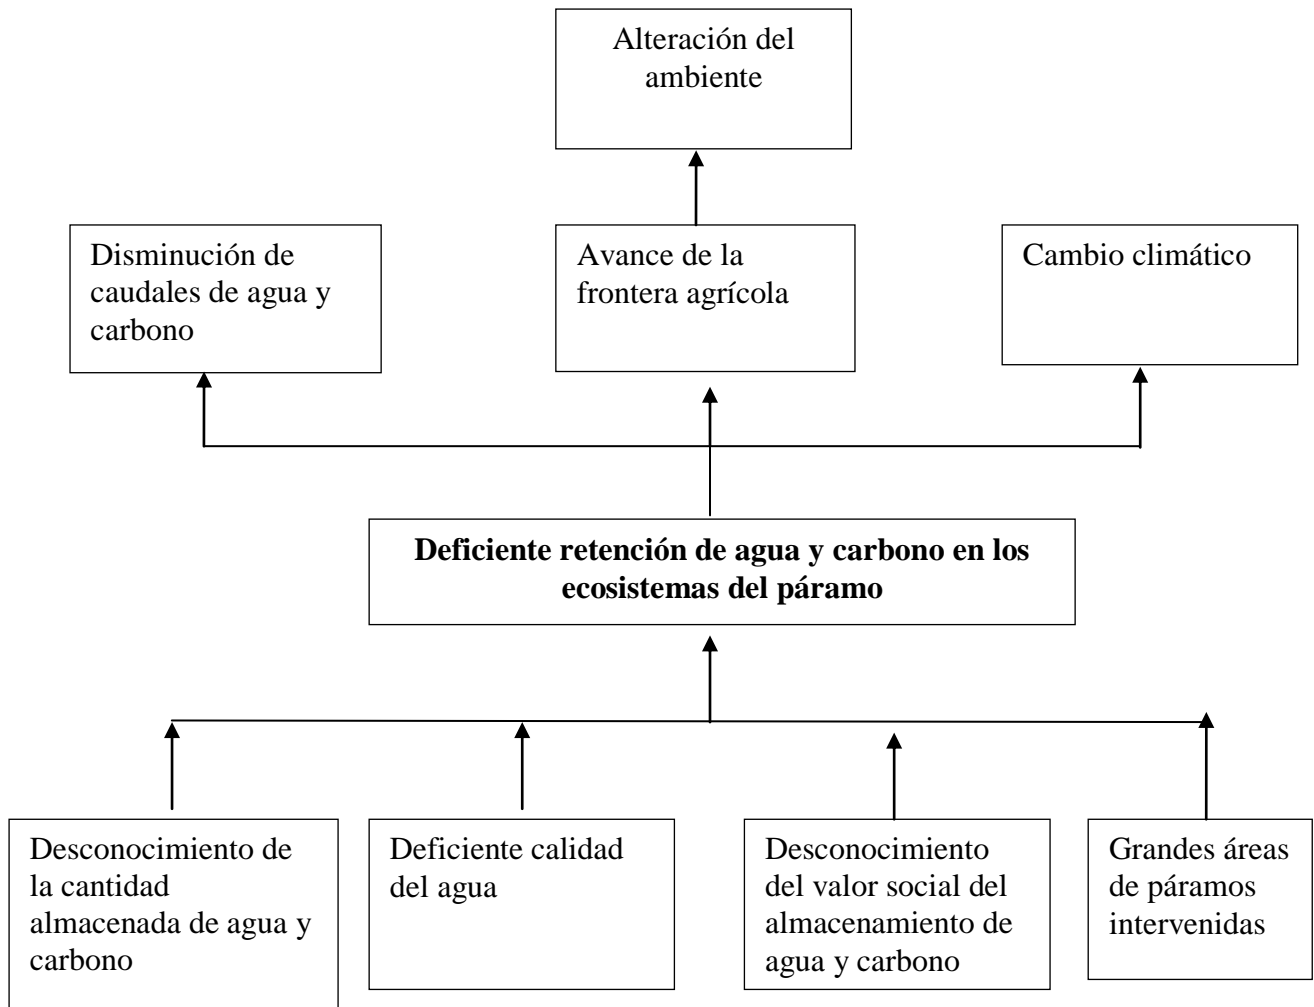 Alteración del
ambiente
Disminución de
caudales de agua y
carbono
Avance de la
frontera agrícola
Cambio climático
Deficiente retención de agua y carbono en los
ecosistemas del páramo
Desconocimiento de
la cantidad
almacenada de agua y
carbono
Deficiente calidad
del agua
Desconocimiento
del valor social del
almacenamiento de
agua y carbono
Grandes áreas
de páramos
intervenidas